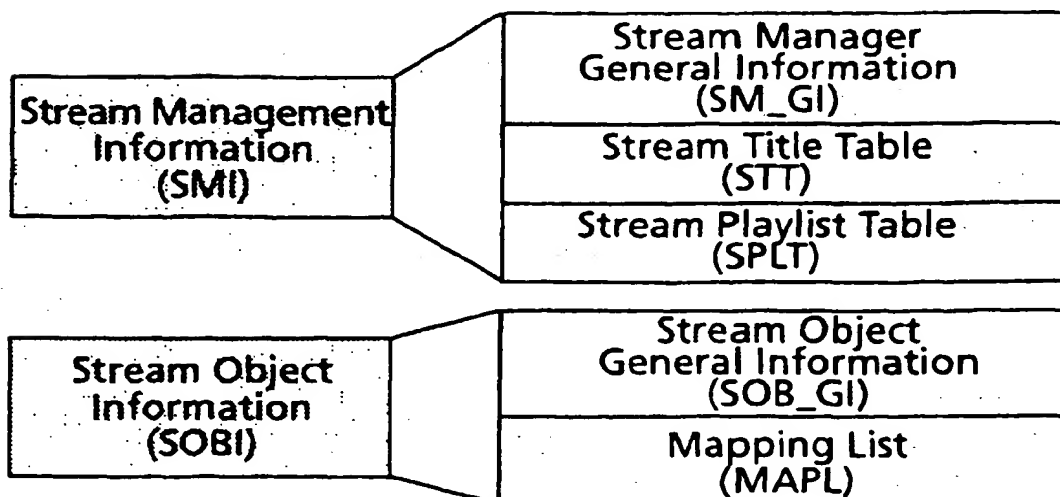 Stream Management
Information
(SMI)
Stream Manager
General Information
(SM_GI)
Stream Title Table
(STT)
Stream Playlist Table
(SPLT)
Stream Object
Information
(SOBI)
Stream Object
General Information
(SOB_GI)
Mapping List
(MAPL)